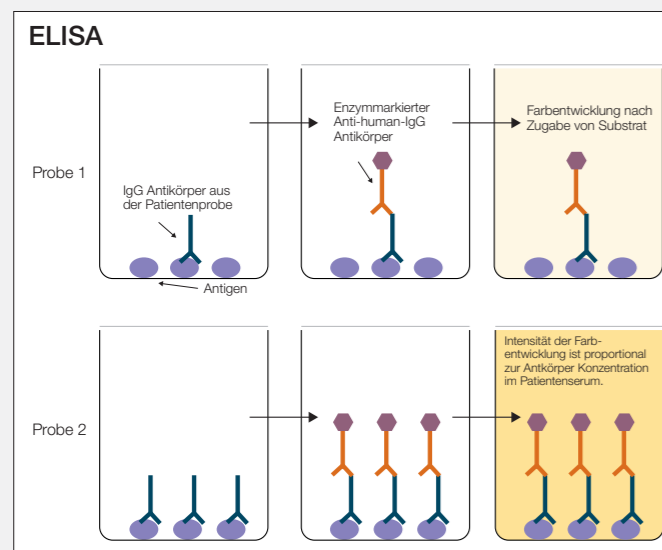 ELISA
Probe 1
IgG Antikörper aus
der Patientenprobe
Antigen
Enzymmarkierter
Anti-human-IgG
Antikörper
Farbentwicklung nach
Zugabe von Substrat
Probe 2
Intensität der Farb-
entwicklung ist proportional
zur Antkörper Konzentration
im Patientenserum.